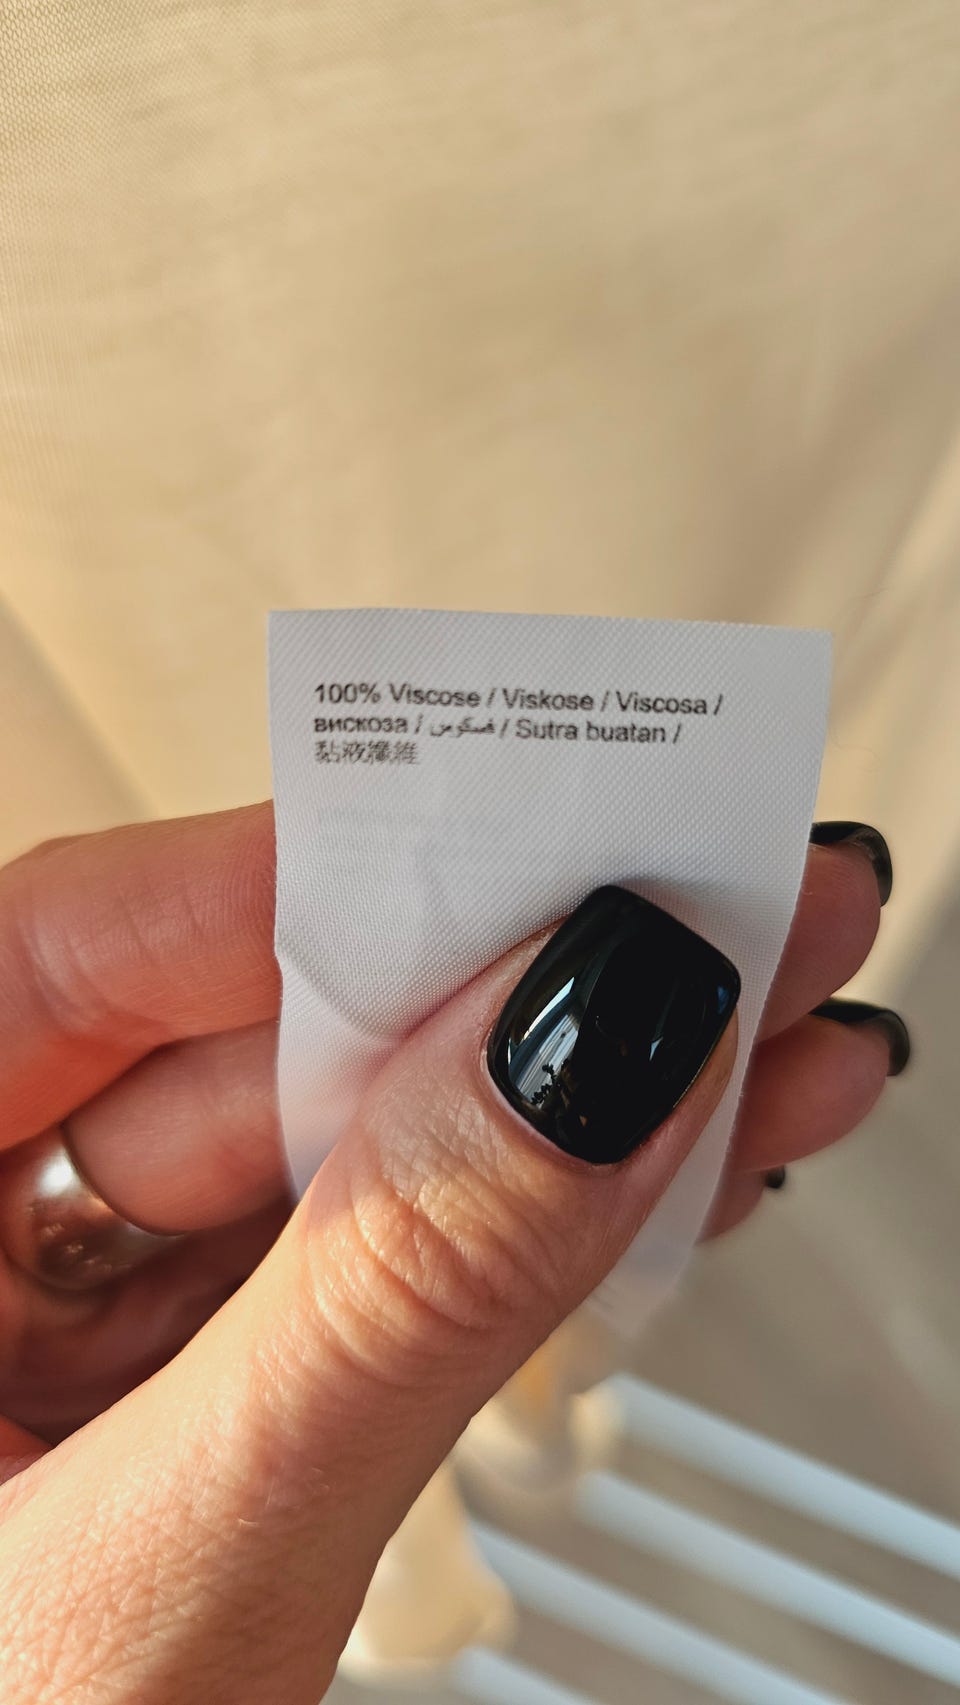 100% Viscose / Viskose / Viscosa /
вискоза / فسكوس / Sutra buatan /
黏液纖維